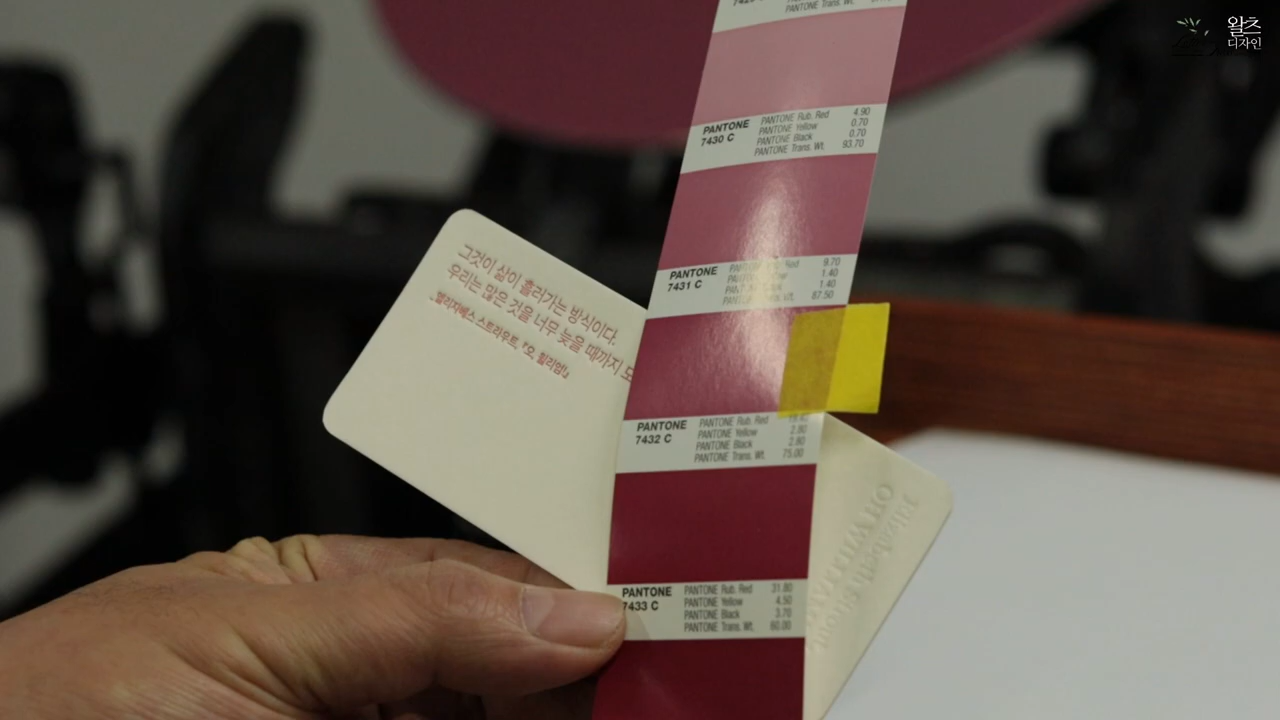 왈츠
디자인
PANTONE Trans. Wt.
PANTONE
7430 C
PANTONE Rub. Red 4.90
PANTONE Yellow 0.70
PANTONE Black 0.70
PANTONE Trans. Wt. 93.70
PANTONE
7431 C
Red 9.70
1.40
1.40
Wt. 87.50
PANTONE
7432 C
PANTONE Rub. Red
PANTONE Yellow 2.80
PANTONE Black 2.80
PANTONE Trans. Wt. 75.00
PANTONE
7433 C
PANTONE Rub. Red 31.80
PANTONE Yellow 4.50
PANTONE Black 3.70
PANTONE Trans. Wt. 60.00
그것이 삶이 흘러가는 방식이다.
우리는 많은 것을 너무 늦을 때까지 모
_엘리자베스 스트라우트, 『오, 윌리엄!』
OH WILLIAM
Elizabeth Strout